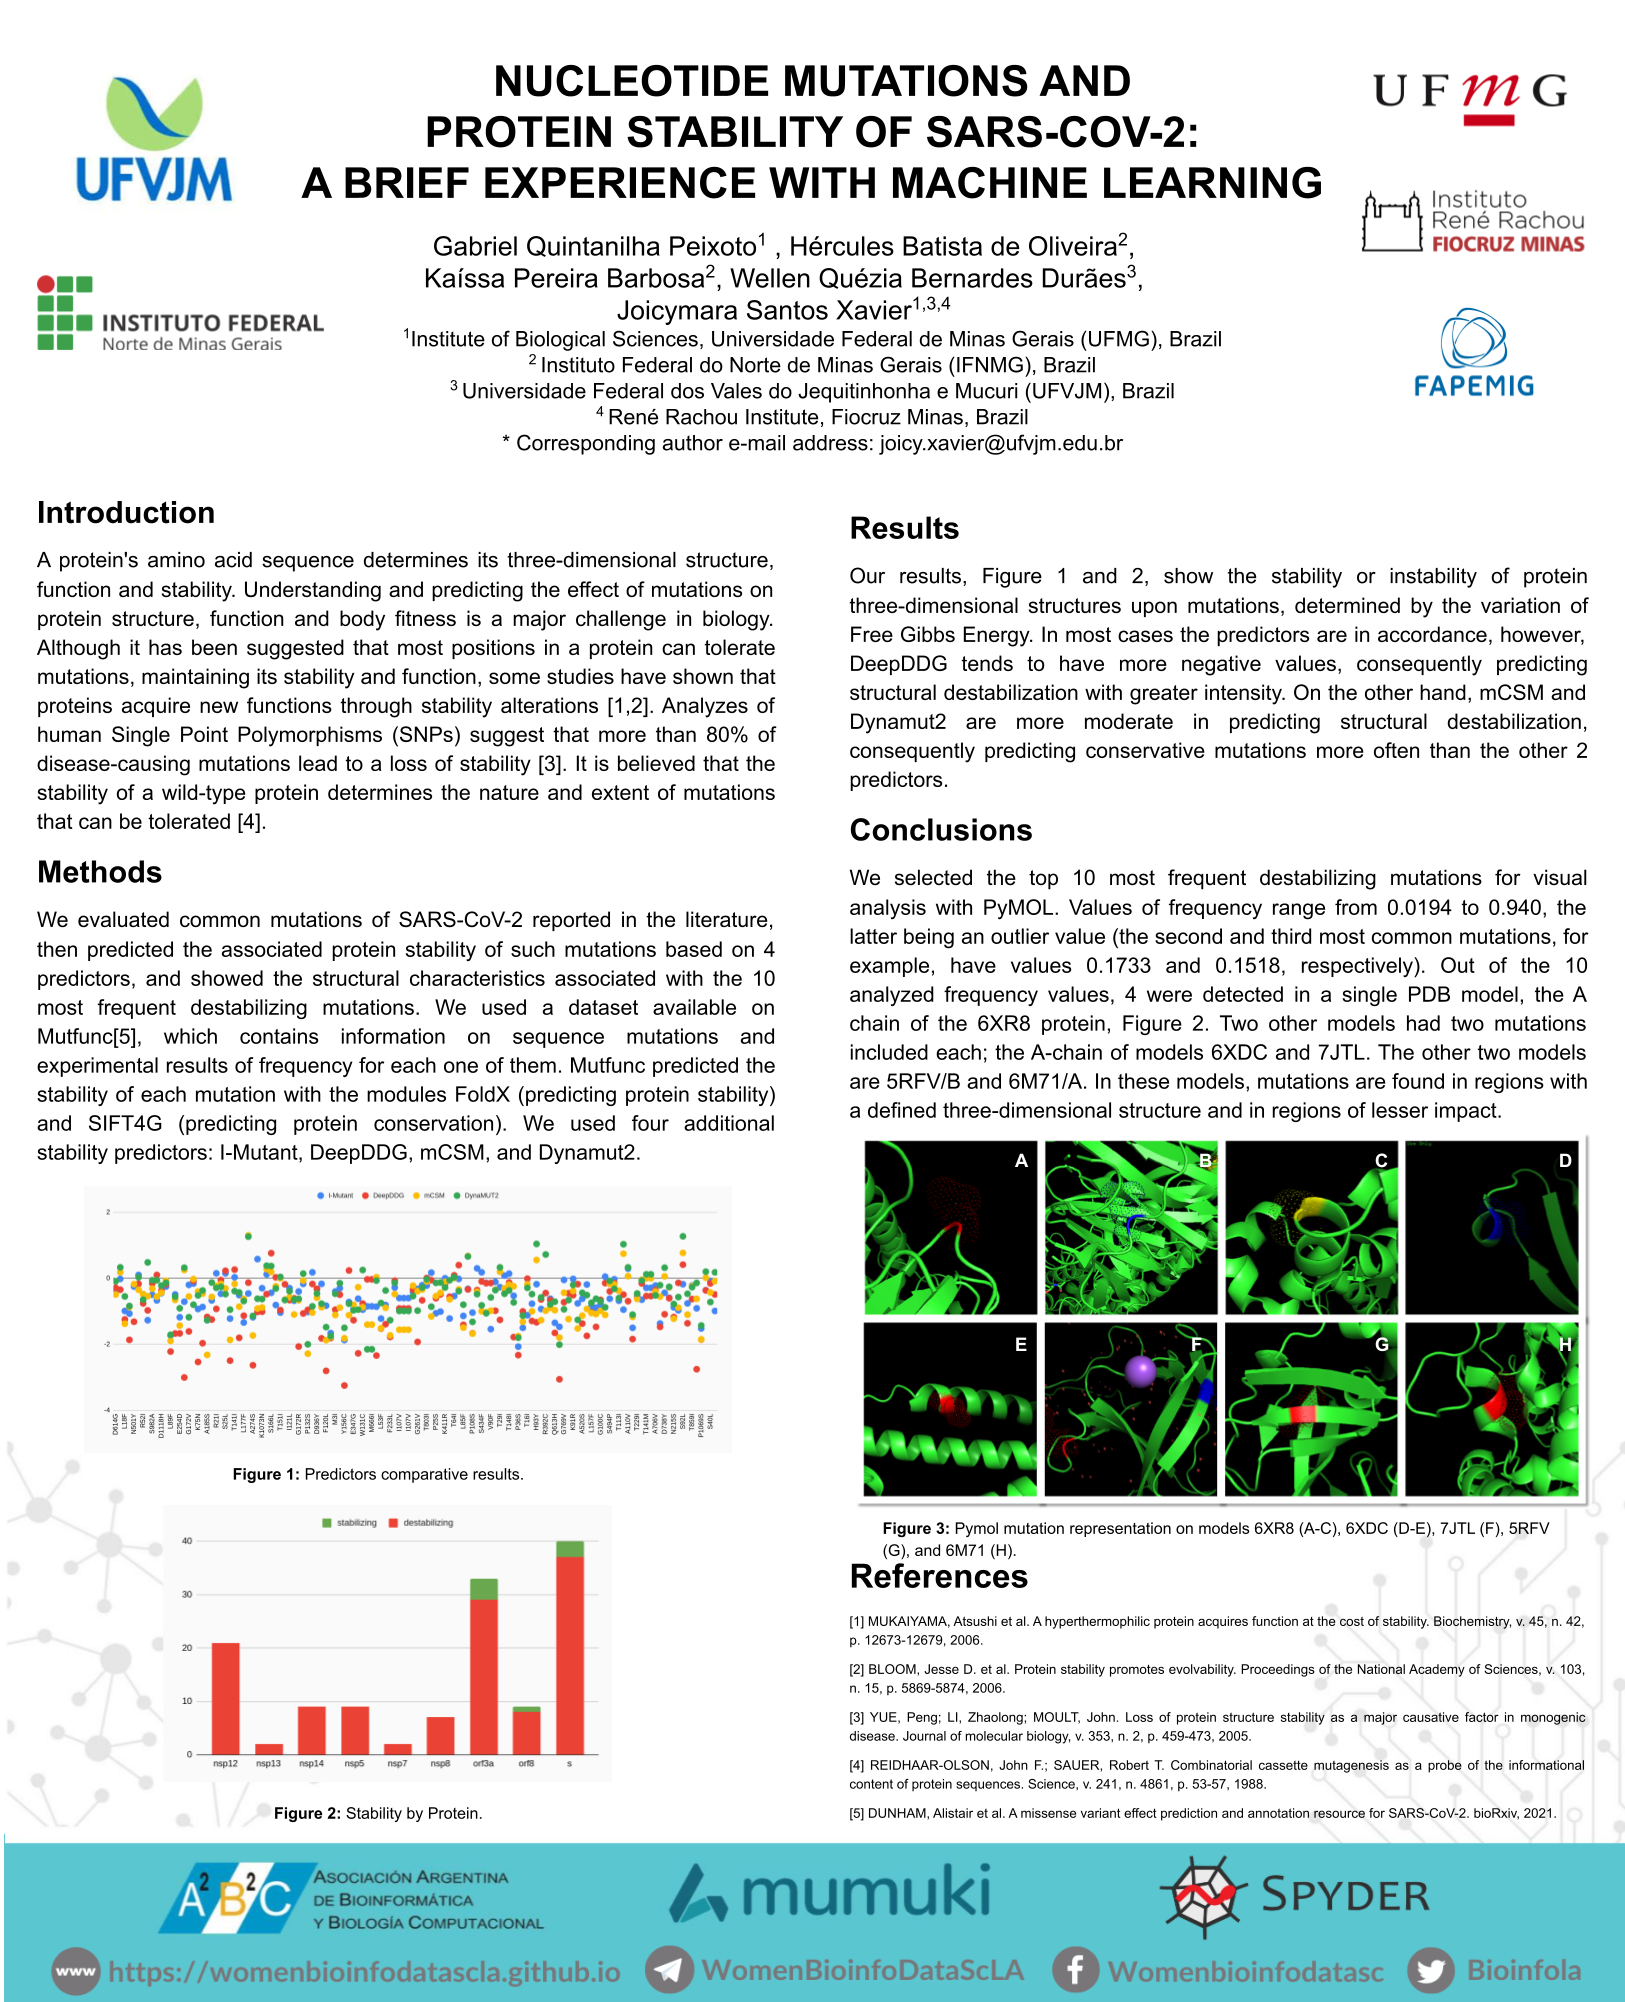 NUCLEOTIDE MUTATIONS AND
PROTEIN STABILITY OF SARS-COV-2:
A BRIEF EXPERIENCE WITH MACHINE LEARNING
UFVJM
INSTITUTO FEDERAL
Norte de Minas Gerais
UFmG
Instituto
René Rachou
FIOCRUZ MINAS
FAPEMIG
Gabriel Quintanilha Peixoto1 , Hércules Batista de Oliveira2,
Kaíssa Pereira Barbosa2, Wellen Quézia Bernardes Durães3,
Joicymara Santos Xavier1,3,4
1Institute of Biological Sciences, Universidade Federal de Minas Gerais (UFMG), Brazil
2 Instituto Federal do Norte de Minas Gerais (IFNMG), Brazil
3 Universidade Federal dos Vales do Jequitinhonha e Mucuri (UFVJM), Brazil
4 René Rachou Institute, Fiocruz Minas, Brazil
* Corresponding author e-mail address: joicy.xavier@ufvjm.edu.br
Introduction
A protein's amino acid sequence determines its three-dimensional structure,
function and stability. Understanding and predicting the effect of mutations on
protein structure, function and body fitness is a major challenge in biology.
Although it has been suggested that most positions in a protein can tolerate
mutations, maintaining its stability and function, some studies have shown that
proteins acquire new functions through stability alterations [1,2]. Analyzes of
human Single Point Polymorphisms (SNPs) suggest that more than 80% of
disease-causing mutations lead to a loss of stability [3]. It is believed that the
stability of a wild-type protein determines the nature and extent of mutations
that can be tolerated [4].
Methods
We evaluated common mutations of SARS-CoV-2 reported in the literature,
then predicted the associated protein stability of such mutations based on 4
predictors, and showed the structural characteristics associated with the 10
most frequent destabilizing mutations. We used a dataset available on
Mutfunc[5], which contains information on sequence mutations and
experimental results of frequency for each one of them. Mutfunc predicted the
stability of each mutation with the modules FoldX (predicting protein stability)
and SIFT4G (predicting protein conservation). We used four additional
stability predictors: I-Mutant, DeepDDG, mCSM, and Dynamut2.
I-Mutant DeepDDG mCSM DynaMUT2
2
0
-2
-4
Figure 1: Predictors comparative results.
stabilizing destabilizing
40
30
20
10
0
nsp12 nsp13 nsp14 nsp5 nsp7 nsp8 orf3a orf8 s
Figure 2: Stability by Protein.
Results
Our results, Figure 1 and 2, show the stability or instability of protein
three-dimensional structures upon mutations, determined by the variation of
Free Gibbs Energy. In most cases the predictors are in accordance, however,
DeepDDG tends to have more negative values, consequently predicting
structural destabilization with greater intensity. On the other hand, mCSM and
Dynamut2 are more moderate in predicting structural destabilization,
consequently predicting conservative mutations more often than the other 2
predictors.
Conclusions
We selected the top 10 most frequent destabilizing mutations for visual
analysis with PyMOL. Values of frequency range from 0.0194 to 0.940, the
latter being an outlier value (the second and third most common mutations, for
example, have values 0.1733 and 0.1518, respectively). Out of the 10
analyzed frequency values, 4 were detected in a single PDB model, the A
chain of the 6XR8 protein, Figure 2. Two other models had two mutations
included each; the A-chain of models 6XDC and 7JTL. The other two models
are 5RFV/B and 6M71/A. In these models, mutations are found in regions with
a defined three-dimensional structure and in regions of lesser impact.
A B C D
E F G H
Figure 3: Pymol mutation representation on models 6XR8 (A-C), 6XDC (D-E), 7JTL (F), 5RFV
(G), and 6M71 (H).
References
[1] MUKAIYAMA, Atsushi et al. A hyperthermophilic protein acquires function at the cost of stability. Biochemistry, v. 45, n. 42,
p. 12673-12679, 2006.
[2] BLOOM, Jesse D. et al. Protein stability promotes evolvability. Proceedings of the National Academy of Sciences, v. 103,
n. 15, p. 5869-5874, 2006.
[3] YUE, Peng; LI, Zhaolong; MOULT, John. Loss of protein structure stability as a major causative factor in monogenic
disease. Journal of molecular biology, v. 353, n. 2, p. 459-473, 2005.
[4] REIDHAAR-OLSON, John F.; SAUER, Robert T. Combinatorial cassette mutagenesis as a probe of the informational
content of protein sequences. Science, v. 241, n. 4861, p. 53-57, 1988.
[5] DUNHAM, Alistair et al. A missense variant effect prediction and annotation resource for SARS-CoV-2. bioRxiv, 2021.
A2B2C
ASOCIACIÓN ARGENTINA
DE BIOINFORMÁTICA
Y BIOLOGÍA COMPUTACIONAL
mumuki
SPYDER
www https://womenbioinfodatascla.github.io
WomenBioinfoDataScLA
Womenbioinfodatasc
Bioinfola